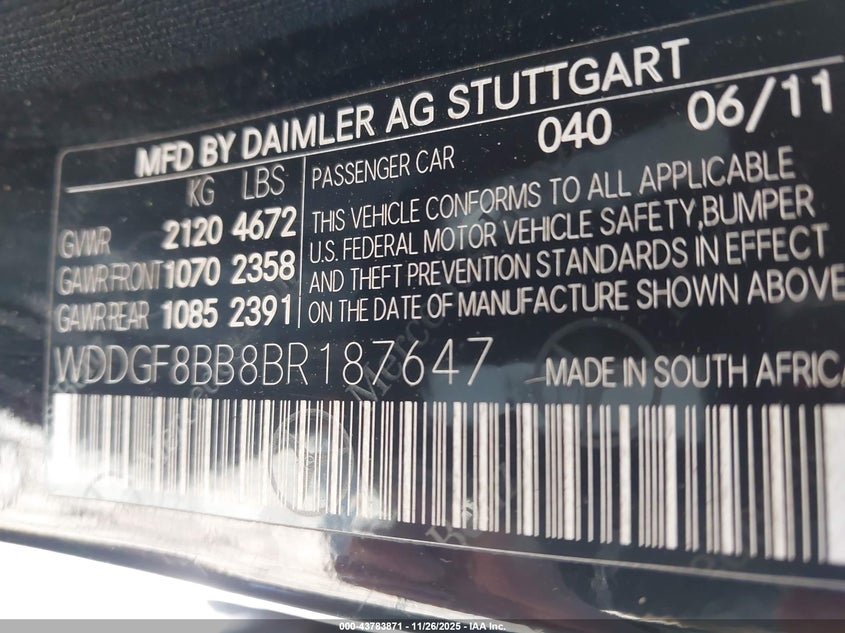 MFD BY DAIMLER AG STUTTGART
040 06/11
KG LBS
GVWR 2120 4672
GAWR FRONT 1070 2358
GAWR REAR 1085 2391
PASSENGER CAR
THIS VEHICLE CONFORMS TO ALL APPLICABLE
U.S. FEDERAL MOTOR VEHICLE SAFETY,BUMPER
AND THEFT PREVENTION STANDARDS IN EFFECT
ON THE DATE OF MANUFACTURE SHOWN ABOVE
WDDGF8BB8BR187647 MADE IN SOUTH AFRICA
000-43783871 - 11/26/2025 - IAA Inc.